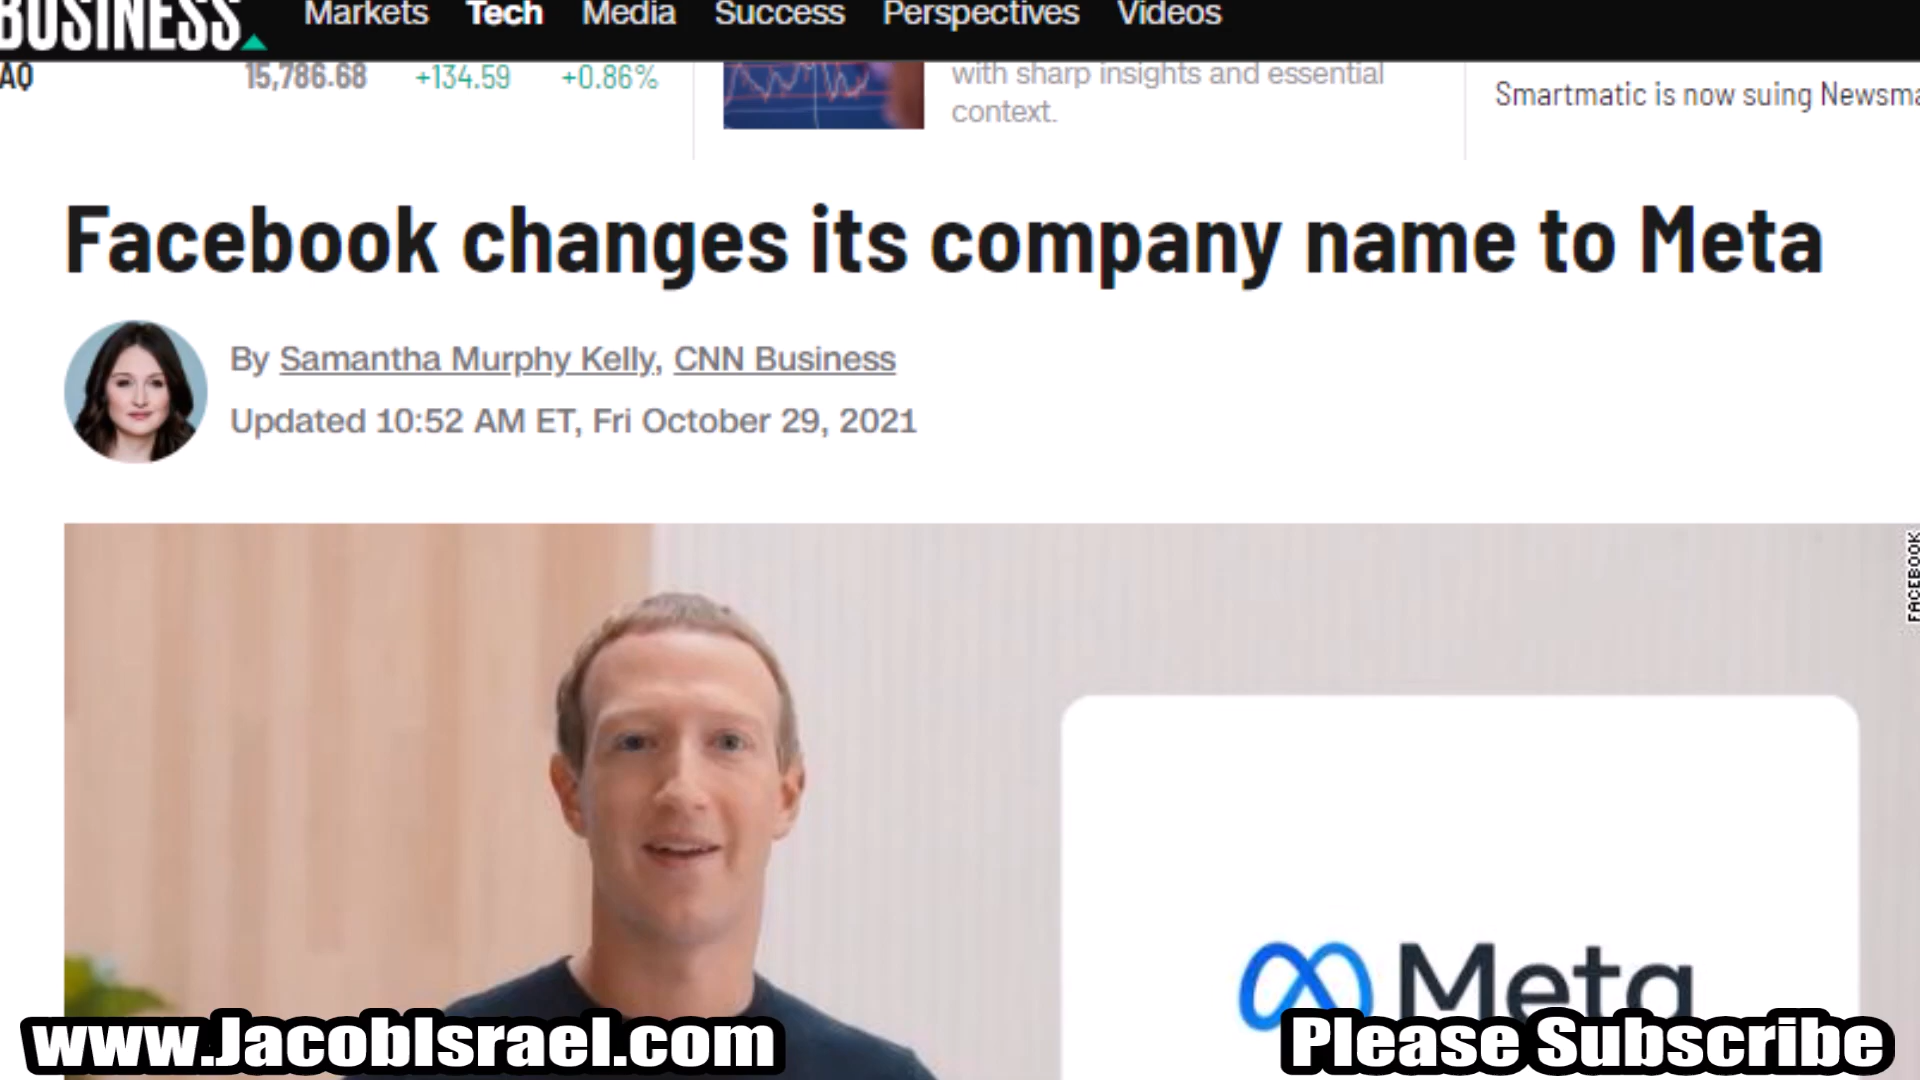 BUSINESS Markets Tech Media Success Perspectives Videos
AQ 15,786.68 +134.59 +0.86%
with sharp insights and essential
context.
Smartmatic is now suing Newsma
Facebook changes its company name to Meta
By Samantha Murphy Kelly, CNN Business
Updated 10:52 AM ET, Fri October 29, 2021
FACEBOOK
Meta
www.JacobIsrael.com
Please Subscribe